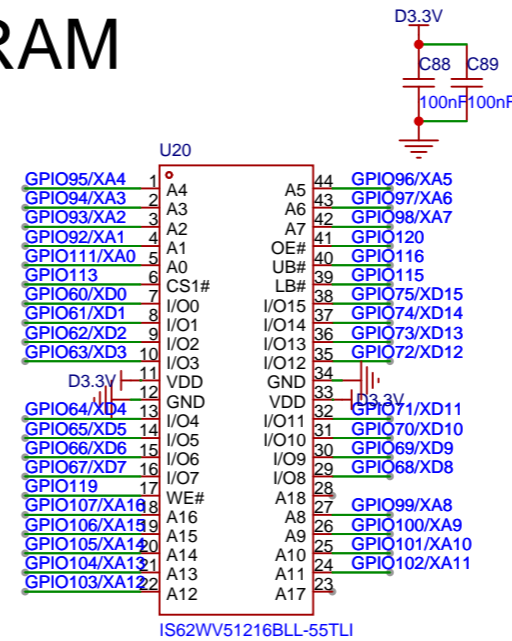 RAM
D3.3V
C88 C89
100nF 100nF
U20
GPIO95/XA4 1 A4 A5 44 GPIO96/XA5
GPIO94/XA3 2 A3 A6 43 GPIO97/XA6
GPIO93/XA2 3 A2 A7 42 GPIO98/XA7
GPIO92/XA1 4 A1 OE# 41 GPIO120
GPIO111/XA0 5 A0 UB# 40 GPIO116
GPIO113 6 CS1# LB# 39 GPIO115
GPIO60/XD0 7 I/O0 I/O15 38 GPIO75/XD15
GPIO61/XD1 8 I/O1 I/O14 37 GPIO74/XD14
GPIO62/XD2 9 I/O2 I/O13 36 GPIO73/XD13
GPIO63/XD3 10 I/O3 I/O12 35 GPIO72/XD12
D3.3V 11 VDD GND 34
12 GND VDD 33 D3.3V
GPIO64/XD4 13 I/O4 I/O11 32 GPIO71/XD11
GPIO65/XD5 14 I/O5 I/O10 31 GPIO70/XD10
GPIO66/XD6 15 I/O6 I/O9 30 GPIO69/XD9
GPIO67/XD7 16 I/O7 I/O8 29 GPIO68/XD8
GPIO119 17 WE# A18 28
GPIO107/XA16 18 A16 A8 27 GPIO99/XA8
GPIO106/XA15 19 A15 A9 26 GPIO100/XA9
GPIO105/XA14 20 A14 A10 25 GPIO101/XA10
GPIO104/XA13 21 A13 A11 24 GPIO102/XA11
GPIO103/XA12 22 A12 A17 23
IS62WV51216BLL-55TLI